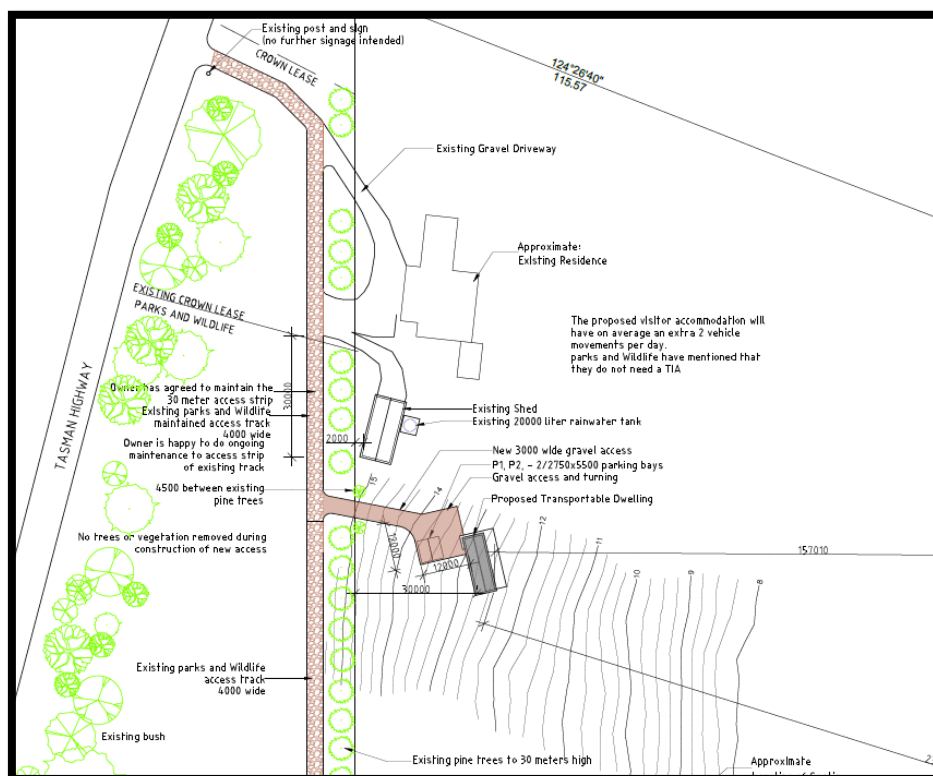 Existing post and sign
(no further signage intended)
CROWN LEASE
124°26'40"
115.57
Existing Gravel Driveway
Approximate:
Existing Residence
EXISTING CROWN LEASE
PARKS AND WILDLIFE
The proposed visitor accommodation will
have on average an extra 2 vehicle
movements per day.
parks and Wildlife have mentioned that
they do not need a TIA
TASMAN HIGHWAY
Owner has agreed to maintain the
30 meter access strip
30000
Existing parks and Wildlife
maintained access track
4000 wide
Existing Shed
Existing 20000 liter rainwater tank
Owner is happy to do ongoing
maintenance to access strip
of existing track
2000
New 3000 wide gravel access
P1, P2, - 2/2750x5500 parking bays
Gravel access and turning
4500 between existing
pine trees
15
14
Proposed Transportable Dwelling
12
11
No trees or vegetation removed during
construction of new access
12000
12000
157010
30000
10
9
8
Existing parks and Wildlife
access track
4000 wide
Existing bush
Existing pine trees to 30 meters high
Approximate